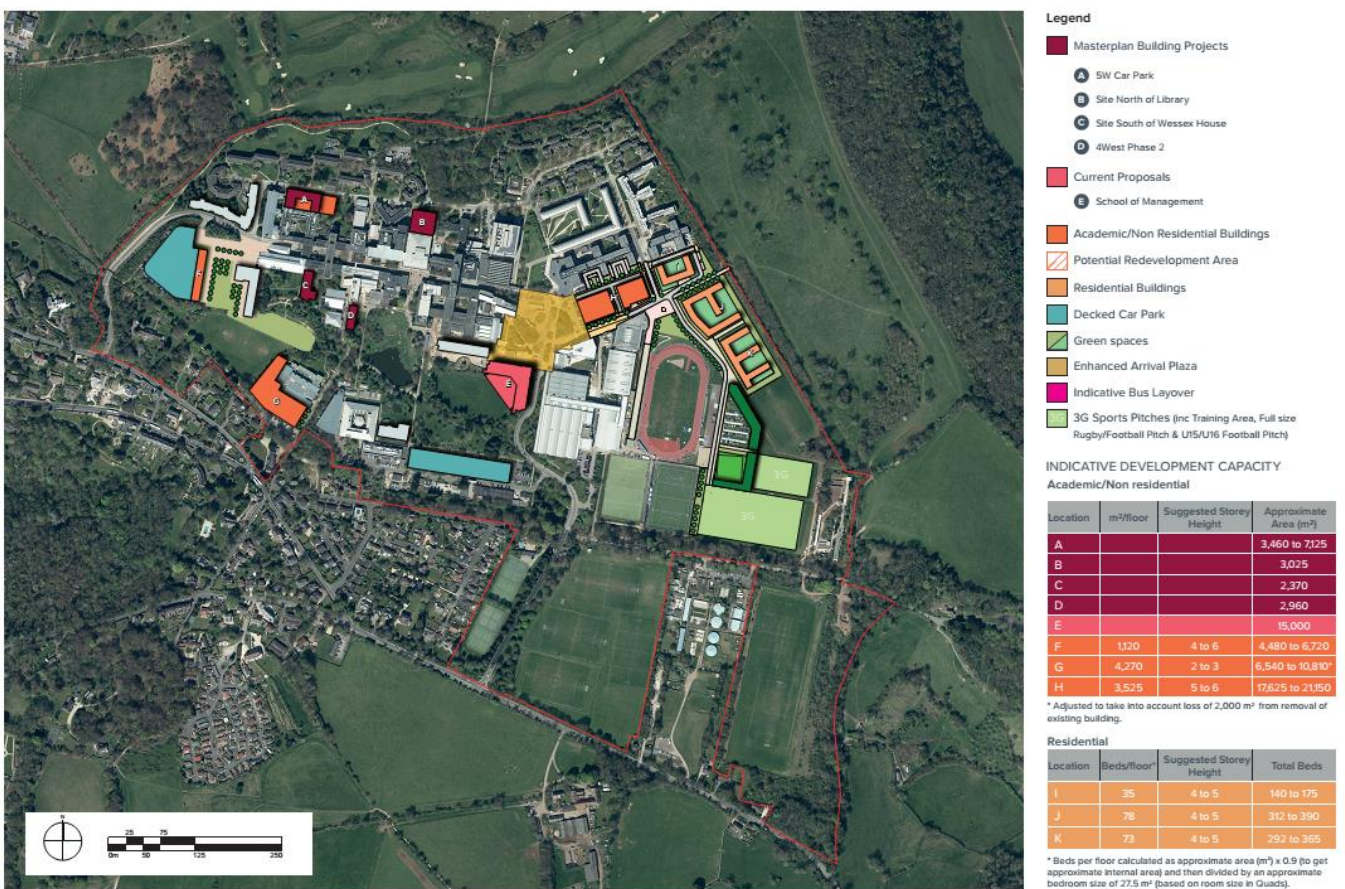 Legend
Masterplan Building Projects
A 5W Car Park
B Site North of Library
C Site South of Wessex House
D 4West Phase 2
Current Proposals
E School of Management
Academic/Non Residential Buildings
Potential Redevelopment Area
Residential Buildings
Decked Car Park
Green spaces
Enhanced Arrival Plaza
Indicative Bus Layover
3G 3G Sports Pitches (inc Training Area, Full size
Rugby/Football Pitch & U15/U16 Football Pitch)
INDICATIVE DEVELOPMENT CAPACITY
Academic/Non residential
Location m²/floor Suggested Storey Height Approximate Area (m²)
A 3,460 to 7,125
B 3,025
C 2,370
D 2,960
E 15,000
F 1,120 4 to 6 4,480 to 6,720
G 4,270 2 to 3 6,540 to 10,810*
H 3,525 5 to 6 17,625 to 21,150
* Adjusted to take into account loss of 2,000 m² from removal of
existing building.
Residential
Location Beds/floor* Suggested Storey Height Total Beds
I 35 4 to 5 140 to 175
J 78 4 to 5 312 to 390
K 73 4 to 5 292 to 365
* Beds per floor calculated as approximate area (m²) x 0.9 (to get
approximate internal area) and then divided by an approximate
bedroom size of 27.5 m² (based on room size in Quads).
A
B
C
D
E
F
G
H
3G
3G
N
25 75
0m 50 125 250